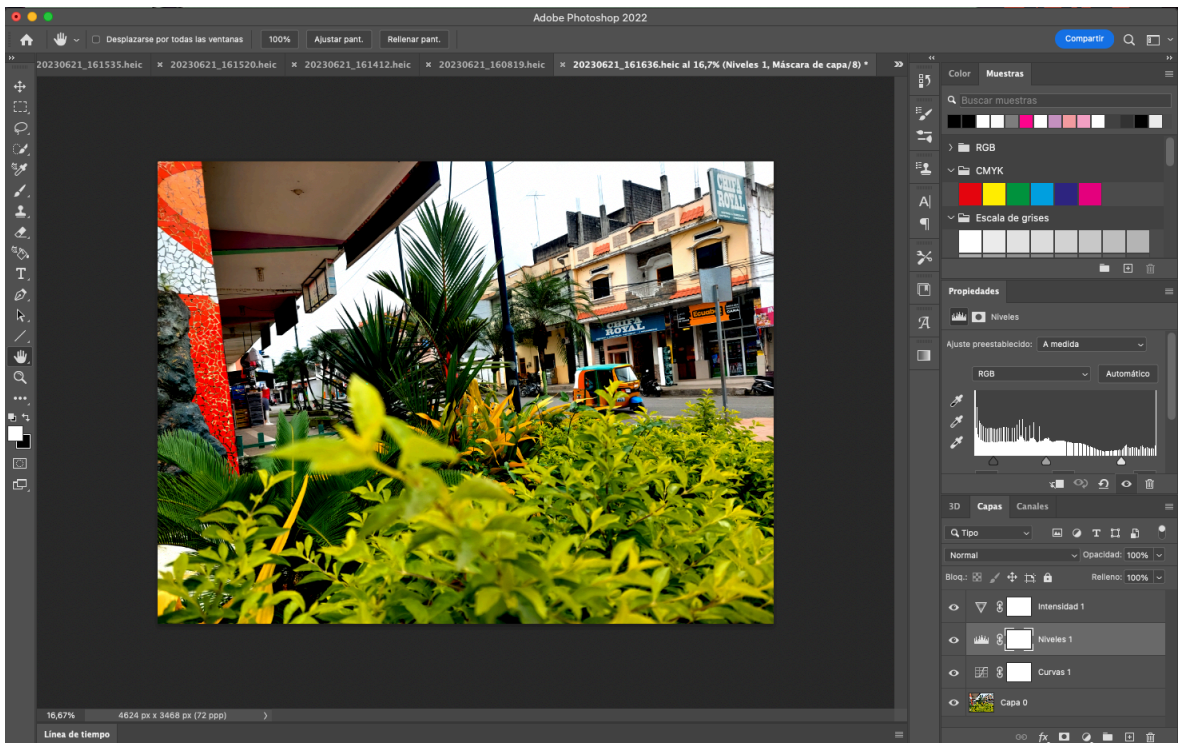 Adobe Photoshop 2022
Desplazarse por todas las ventanas 100% Ajustar pant. Rellenar pant. Compartir
20230621_161535.heic × 20230621_161520.heic × 20230621_161412.heic × 20230621_160819.heic × 20230621_161636.heic al 16,7% (Niveles 1, Máscara de capa/8) *
Color Muestras
Buscar muestras
RGB
CMYK
Escala de grises
Propiedades
Niveles
Ajuste preestablecido: A medida
RGB Automático
3D Capas Canales
Tipo
Normal Opacidad: 100%
Bloq.: Relleno: 100%
Intensidad 1
Niveles 1
Curvas 1
Capa 0
CHIFA
ROYAL
CHIFA
ROYAL
Ecuabet
16,67% 4624 px x 3468 px (72 ppp)
Línea de tiempo